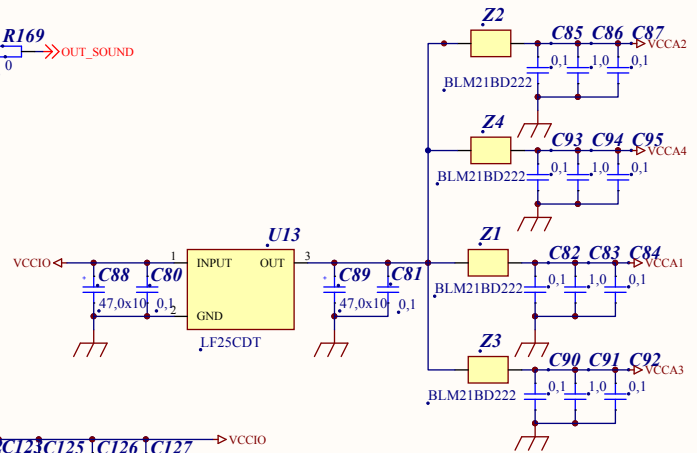 R169
0
OUT_SOUND
Z2
BLM21BD222
C85 C86 C87
0,1 1,0 0,1
VCCA2
Z4
BLM21BD222
C93 C94 C95
0,1 1,0 0,1
VCCA4
VCCIO
C88 C80
47,0x10 0,1
U13
1 INPUT OUT 3
2 GND
LF25CDT
C89 C81
47,0x10 0,1
Z1
BLM21BD222
C82 C83 C84
0,1 1,0 0,1
VCCA1
Z3
BLM21BD222
C90 C91 C92
0,1 1,0 0,1
VCCA3
C123 C125 C126 C127
VCCIO